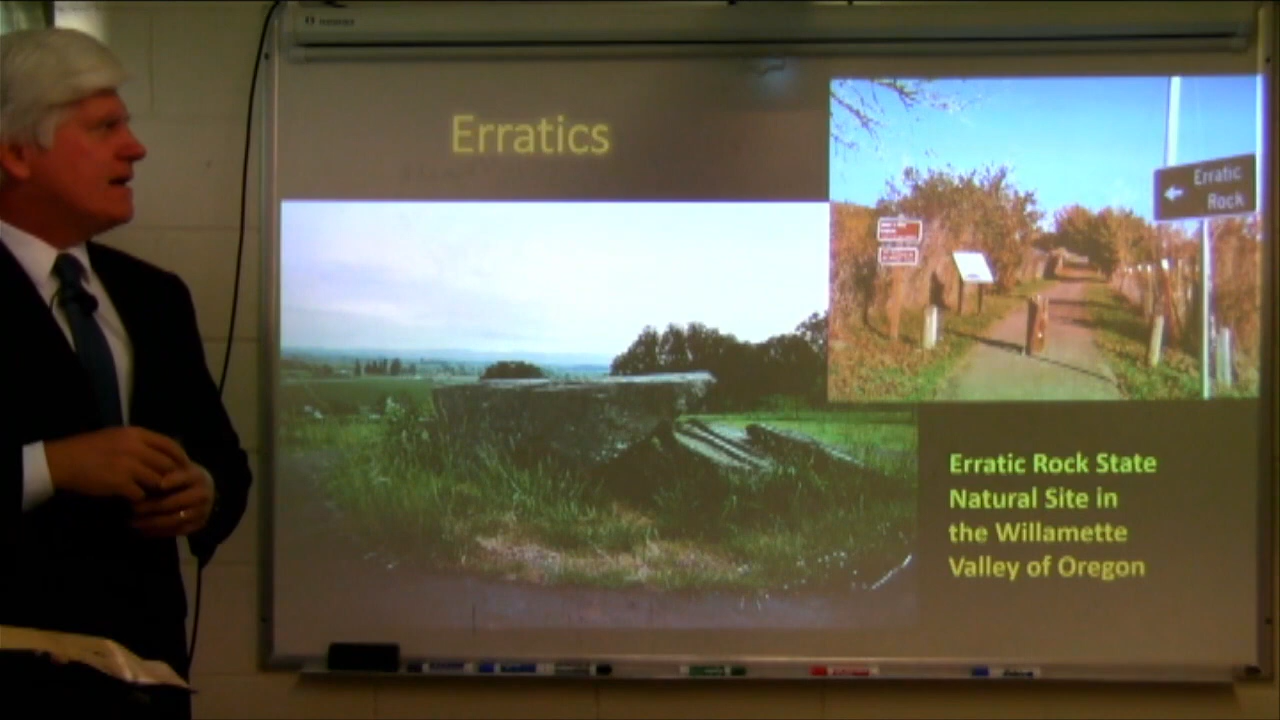 Erratics
Erratic
Rock
Erratic Rock State
Natural Site in
the Willamette
Valley of Oregon